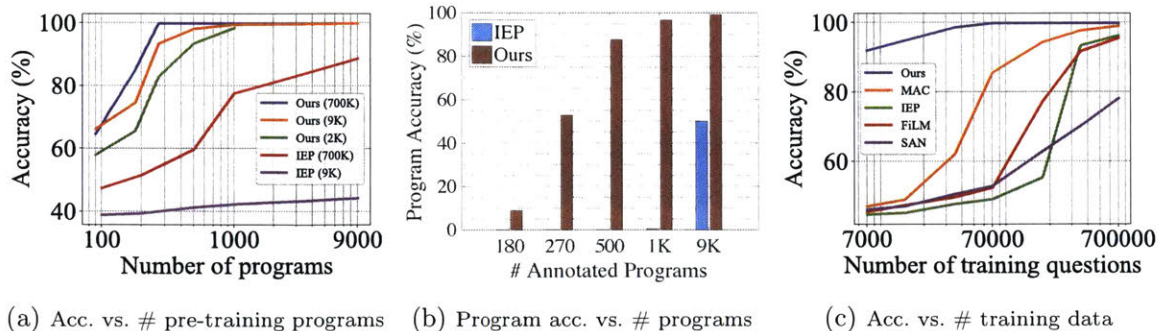 100
80
60
40
Accuracy (%)
Ours (700K)
Ours (9K)
Ours (2K)
IEP (700K)
IEP (9K)
100
1000
9000
Number of programs
(a) Acc. vs. # pre-training programs
100
80
60
40
20
0
Program Accuracy (%)
IEP
Ours
180
270
500
1K
9K
# Annotated Programs
(b) Program acc. vs. # programs
100
80
60
Accuracy (%)
Ours
MAC
IEP
FiLM
SAN
7000
70000
700000
Number of training questions
(c) Acc. vs. # training data